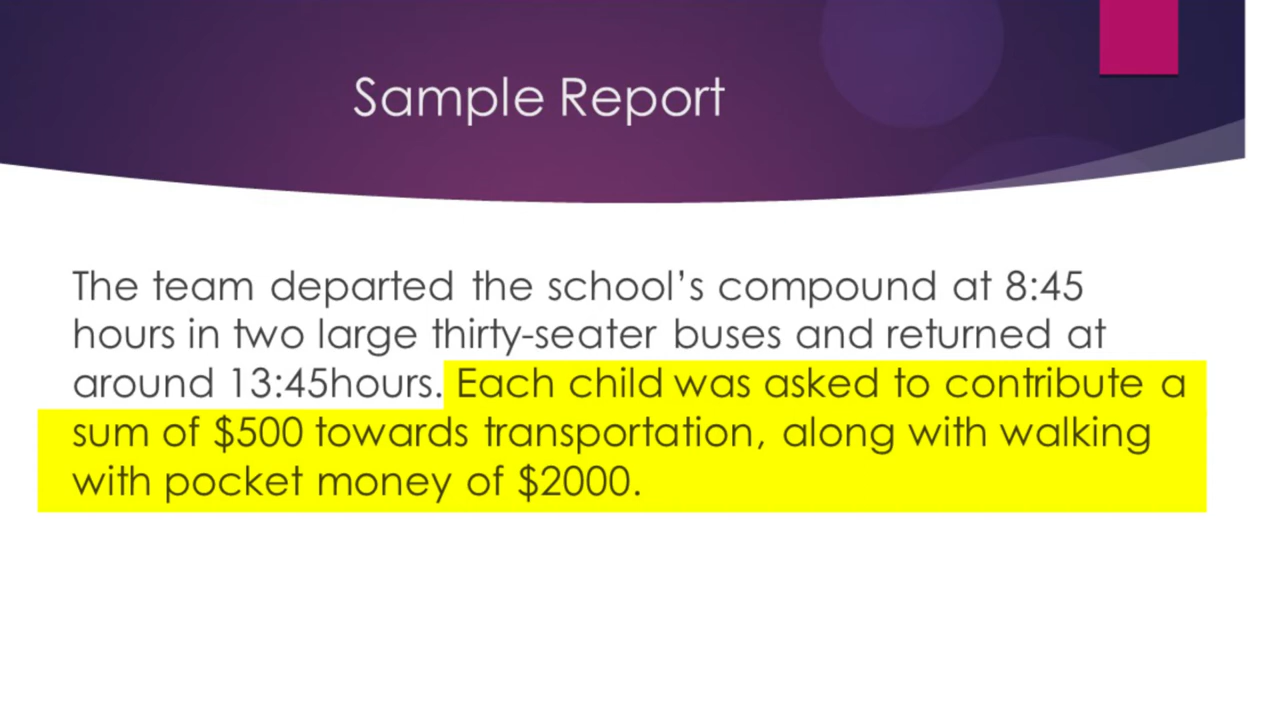 Sample Report
The team departed the school’s compound at 8:45
hours in two large thirty-seater buses and returned at
around 13:45hours. Each child was asked to contribute a
sum of $500 towards transportation, along with walking
with pocket money of $2000.